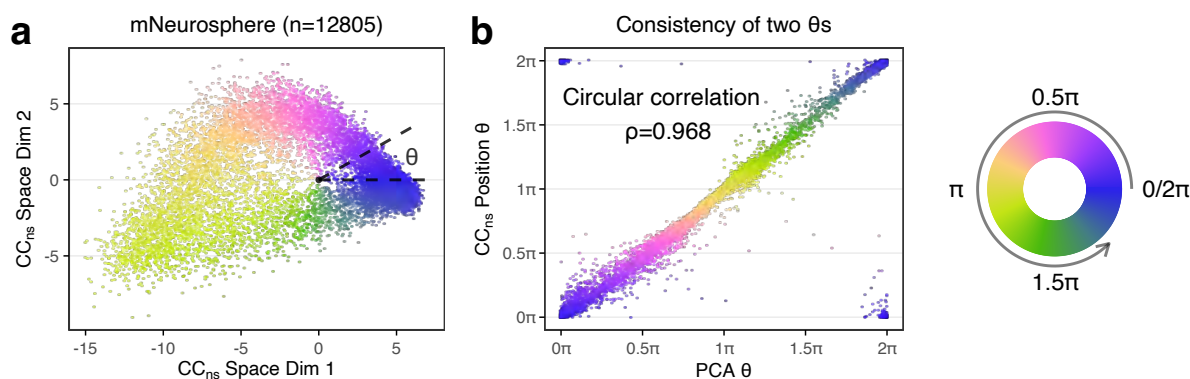 a
mNeurosphere (n=12805)
5
0
-5
-15
-10
-5
0
5
θ
CCns Space Dim 2
CCns Space Dim 1
b
Consistency of two θs
Circular correlation
ρ=0.968
2π
1.5π
1π
0.5π
0π
0π
0.5π
1π
1.5π
2π
CCns Position θ
PCA θ
0.5π
π
0/2π
1.5π